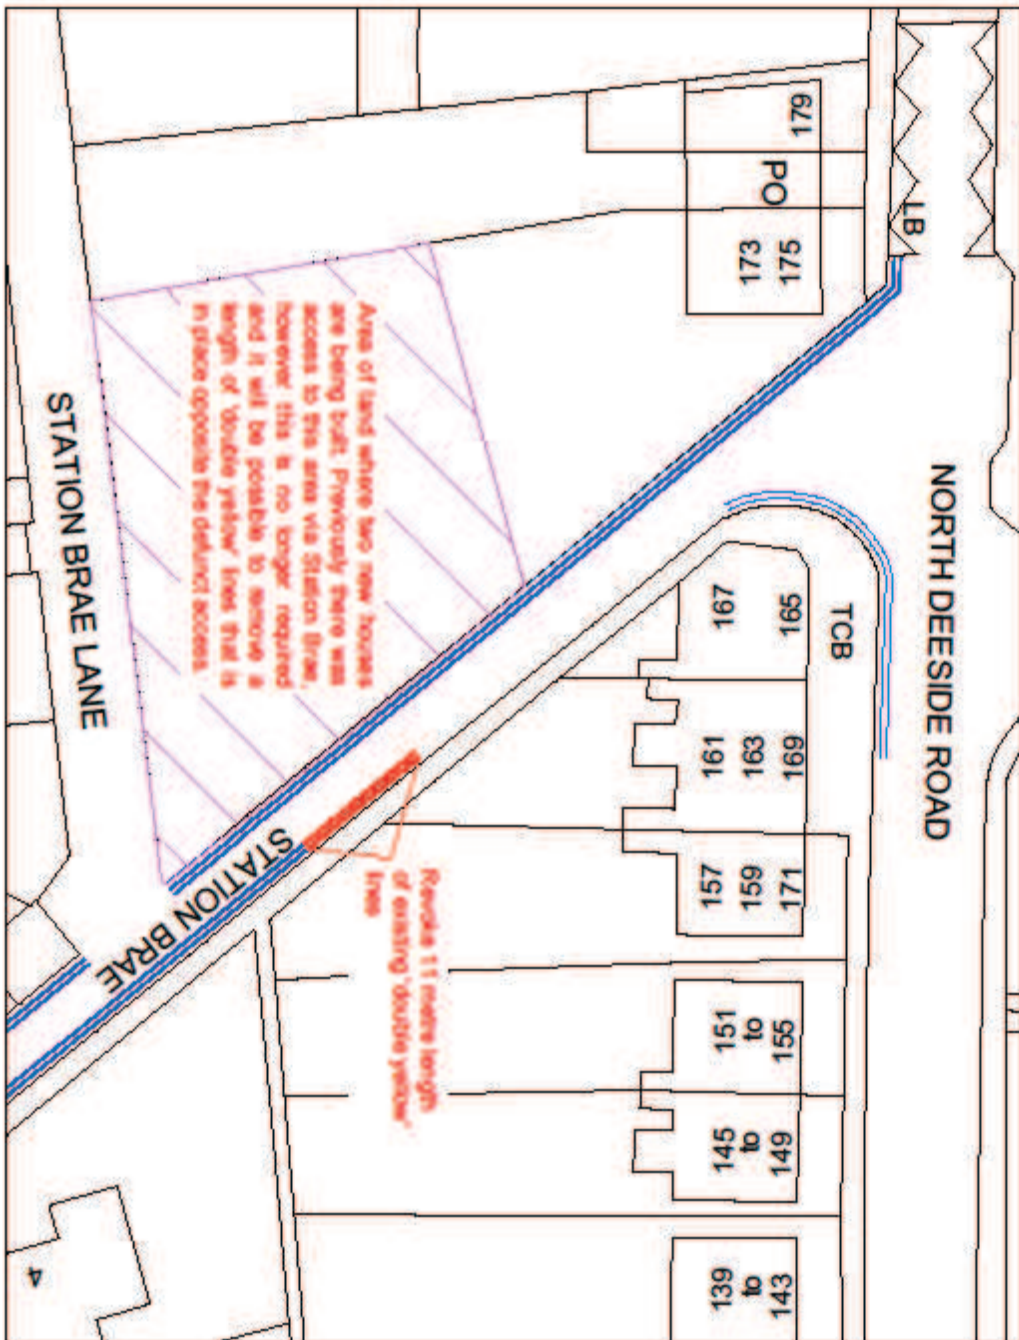 NORTH DEESIDE ROAD
LB
TCB
179
PO
175
173
165
167
169
163
161
171
159
157
155
to
151
149
to
145
143
to
139
Revoke 11 metre length
of existing 'double yellow'
lines
STATION BRAE
Area of land where two new houses
are being built. Previously there was
access to this area via Station Brae,
however this is no longer required
and it will be possible to remove a
length of 'double yellow' lines that is
in place opposite the defunct access.
STATION BRAE LANE
4